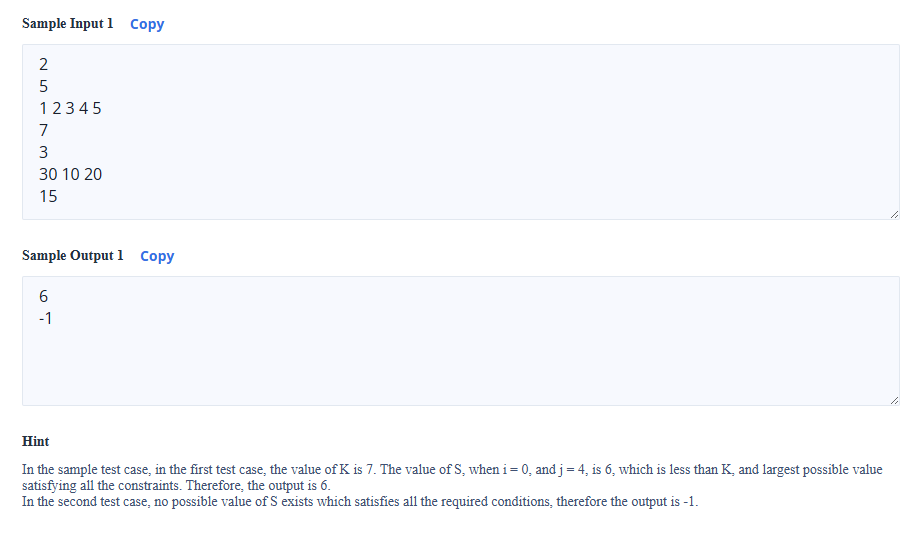 Sample Input 1 Copy
2
5
1 2 3 4 5
7
3
30 10 20
15
Sample Output 1 Copy
6
-1
Hint
In the sample test case, in the first test case, the value of K is 7. The value of S, when i = 0, and j = 4, is 6, which is less than K, and largest possible value
satisfying all the constraints. Therefore, the output is 6.
In the second test case, no possible value of S exists which satisfies all the required conditions, therefore the output is -1.